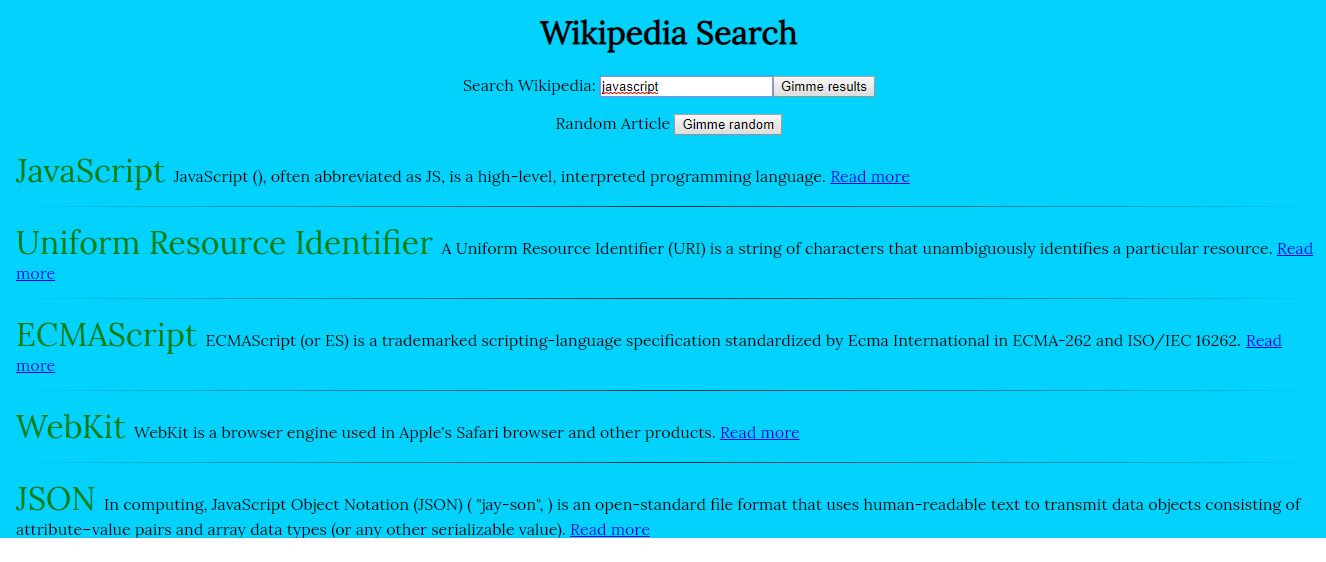 Wikipedia Search
Search Wikipedia: javascript Gimme results
Random Article Gimme random
JavaScript JavaScript (), often abbreviated as JS, is a high-level, interpreted programming language. Read more
Uniform Resource Identifier A Uniform Resource Identifier (URI) is a string of characters that unambiguously identifies a particular resource. Read
more
ECMAScript ECMAScript (or ES) is a trademarked scripting-language specification standardized by Ecma International in ECMA-262 and ISO/IEC 16262. Read
more
WebKit WebKit is a browser engine used in Apple's Safari browser and other products. Read more
JSON In computing, JavaScript Object Notation (JSON) ( "jay-son", ) is an open-standard file format that uses human-readable text to transmit data objects consisting of
attribute–value pairs and array data types (or any other serializable value). Read more